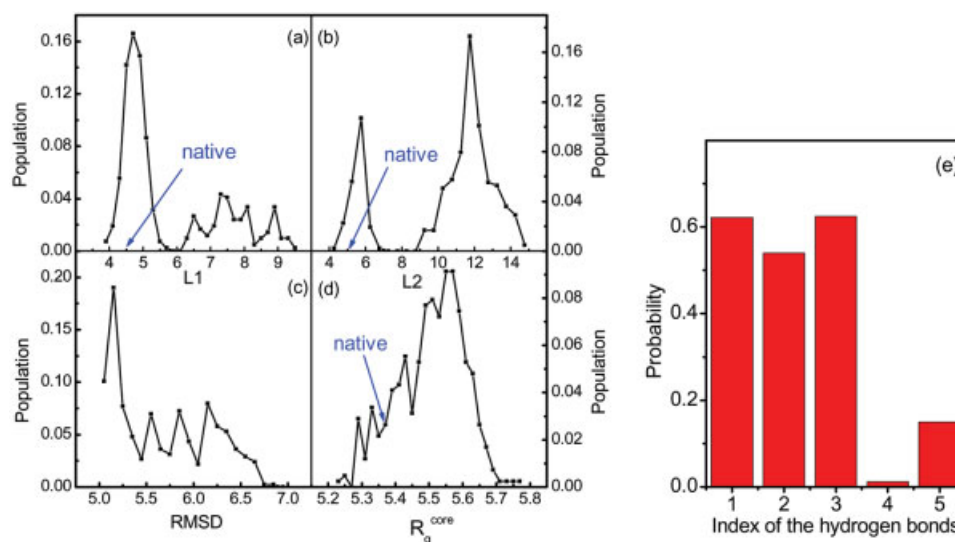 (a)
0.16
0.12
0.08
0.04
0.00
Population
native
4 5 6 7 8 9
L1
(b)
0.16
0.12
0.08
0.04
0.00
Population
native
4 6 8 10 12 14
L2
(c)
0.20
0.15
0.10
0.05
0.00
Population
5.0 5.5 6.0 6.5 7.0
RMSD
(d)
0.08
0.06
0.04
0.02
0.00
Population
native
5.2 5.3 5.4 5.5 5.6 5.7 5.8
R_g^core
(e)
0.6
0.4
0.2
0.0
Probability
1 2 3 4 5
Index of the hydrogen bonds